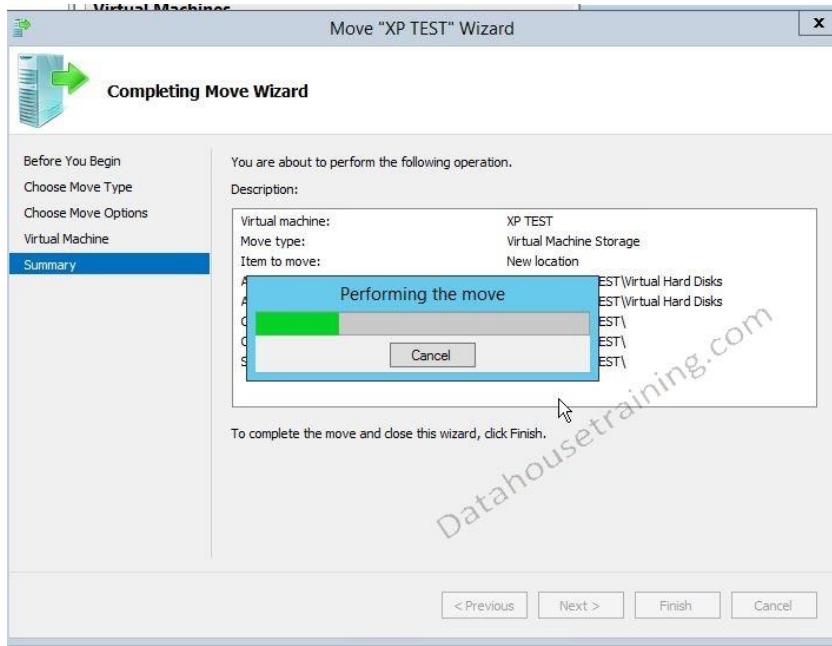 Virtual Machines
Move "XP TEST" Wizard
x
Completing Move Wizard
Before You Begin
Choose Move Type
Choose Move Options
Virtual Machine
Summary
You are about to perform the following operation.
Description:
Virtual machine: XP TEST
Move type: Virtual Machine Storage
Item to move: New location
EST\Virtual Hard Disks
EST\Virtual Hard Disks
EST\
EST\
EST\
Performing the move
Cancel
To complete the move and close this wizard, click Finish.
Datahousetraining.com
< Previous Next > Finish Cancel